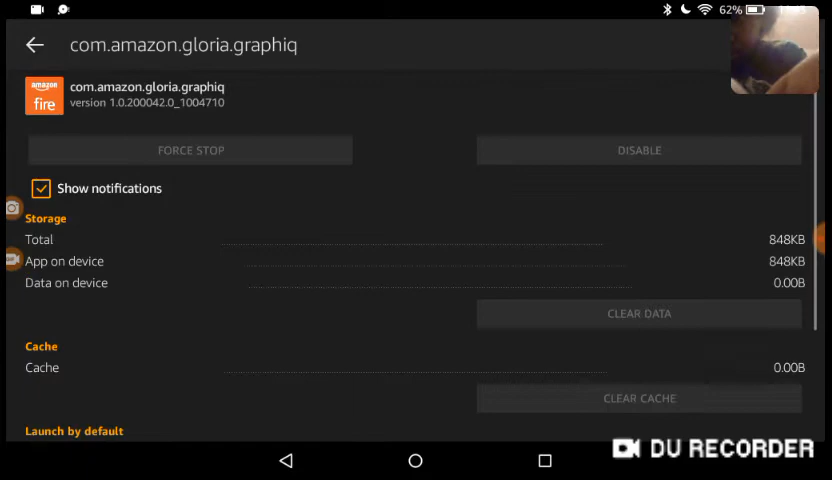 62%
com.amazon.gloria.graphiq
amazon
fire
com.amazon.gloria.graphiq
version 1.0.200042.0_1004710
FORCE STOP
DISABLE
Show notifications
Storage
Total 848KB
App on device 848KB
Data on device 0.00B
CLEAR DATA
Cache
Cache 0.00B
CLEAR CACHE
Launch by default
DU RECORDER